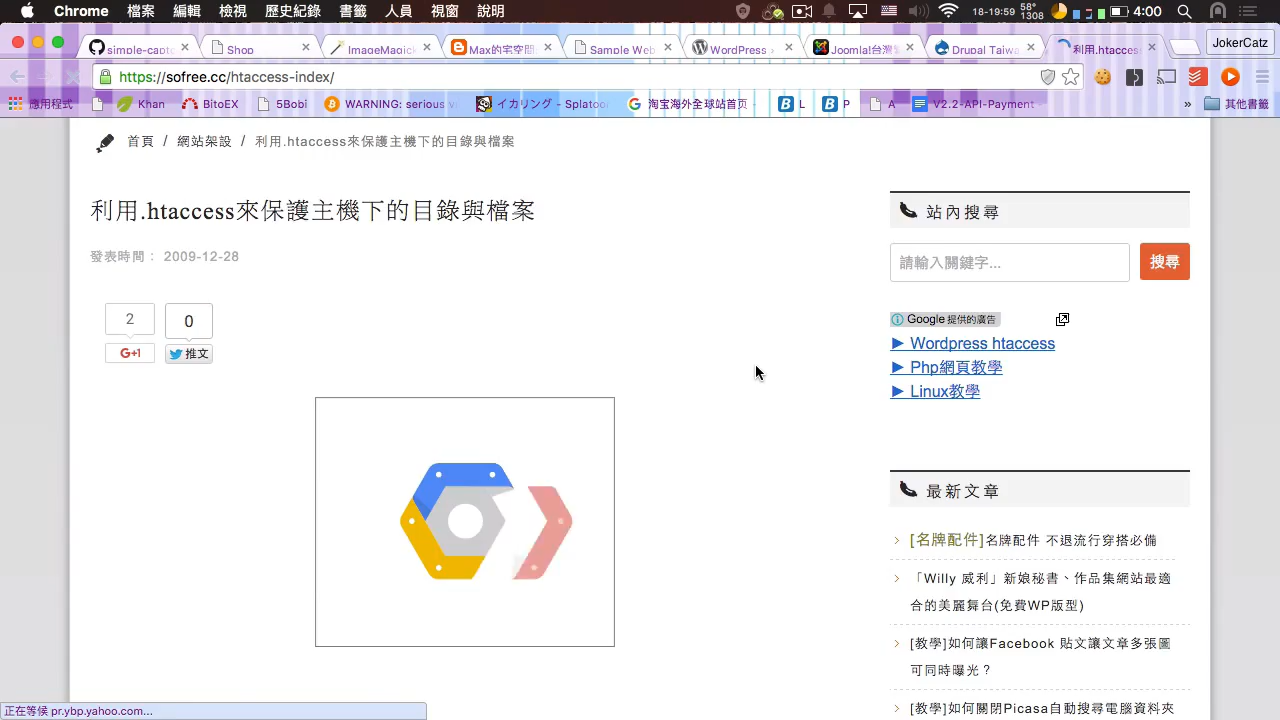 Chrome 檔案 編輯 檢視 歷史紀錄 書籤 人員 視窗 說明 18-19:59 58° 1308 4:00
simple-capt Shop ImageMagick Max的宅空間 Sample Web WordPress › Joomla!台灣 Drupal Taiwa 利用.htacces JokerCatz
https://sofree.cc/htaccess-index/
應用程式 Khan BitoEX 5Bobi WARNING: serious イカリング - Splatoon 淘宝海外全球站首页 - L P A V2.2-API-Payment 其他書籤
首頁 / 網站架設 / 利用.htaccess來保護主機下的目錄與檔案
利用.htaccess來保護主機下的目錄與檔案
發表時間： 2009-12-28
2 0
G+1 推文
站內搜尋
請輸入關鍵字... 搜尋
Google 提供的廣告
► Wordpress htaccess
► Php網頁教學
► Linux教學
最新文章
[名牌配件]名牌配件 不退流行穿搭必備
「Willy 威利」新娘秘書、作品集網站最適
合的美麗舞台(免費WP版型)
[教學]如何讓Facebook 貼文讓文章多張圖
可同時曝光？
[教學]如何關閉Picasa自動搜尋電腦資料夾
正在等候 pr.ybp.yahoo.com...